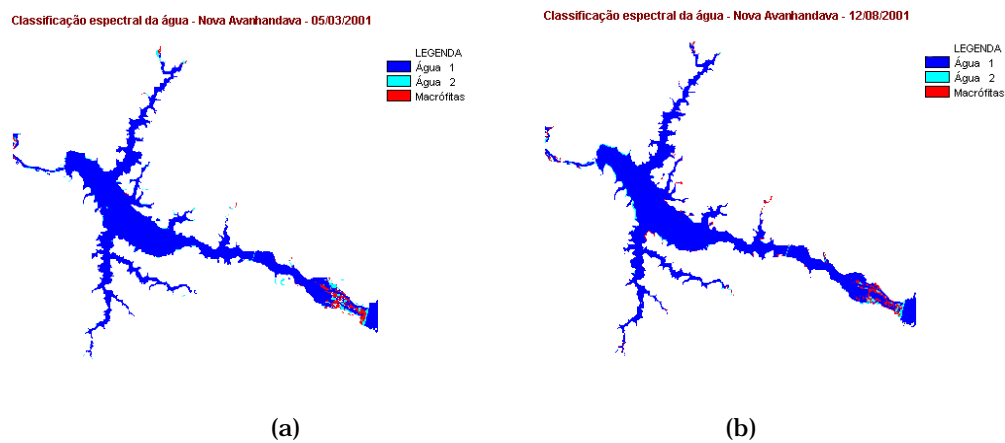 Classificação espectral da água - Nova Avanhandava - 05/03/2001
LEGENDA
Água 1
Água 2
Macrófitas
(a)
Classificação espectral da água - Nova Avanhandava - 12/08/2001
LEGENDA
Água 1
Água 2
Macrófitas
(b)